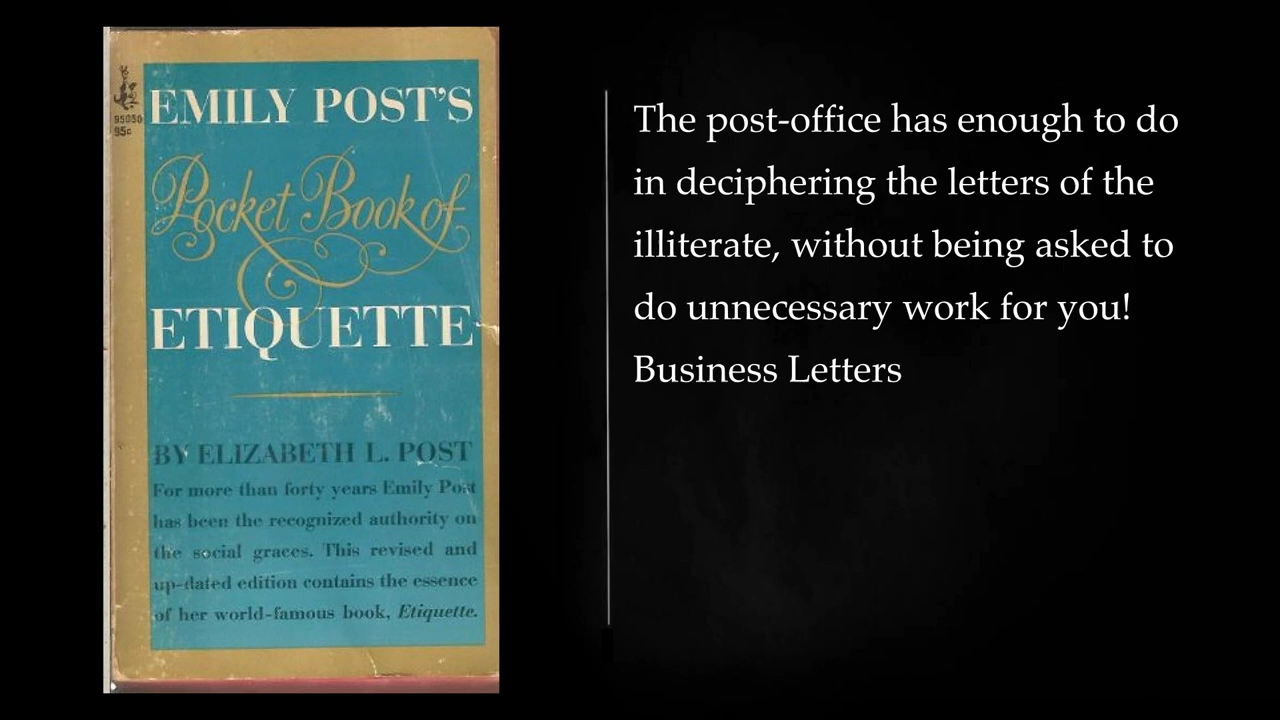 95050
95c
EMILY POST'S
Pocket Book of
ETIQUETTE
BY ELIZABETH L. POST
For more than forty years Emily Post
has been the recognized authority on
the social graces. This revised and
up-dated edition contains the essence
of her world-famous book, Etiquette.
The post-office has enough to do
in deciphering the letters of the
illiterate, without being asked to
do unnecessary work for you!
Business Letters